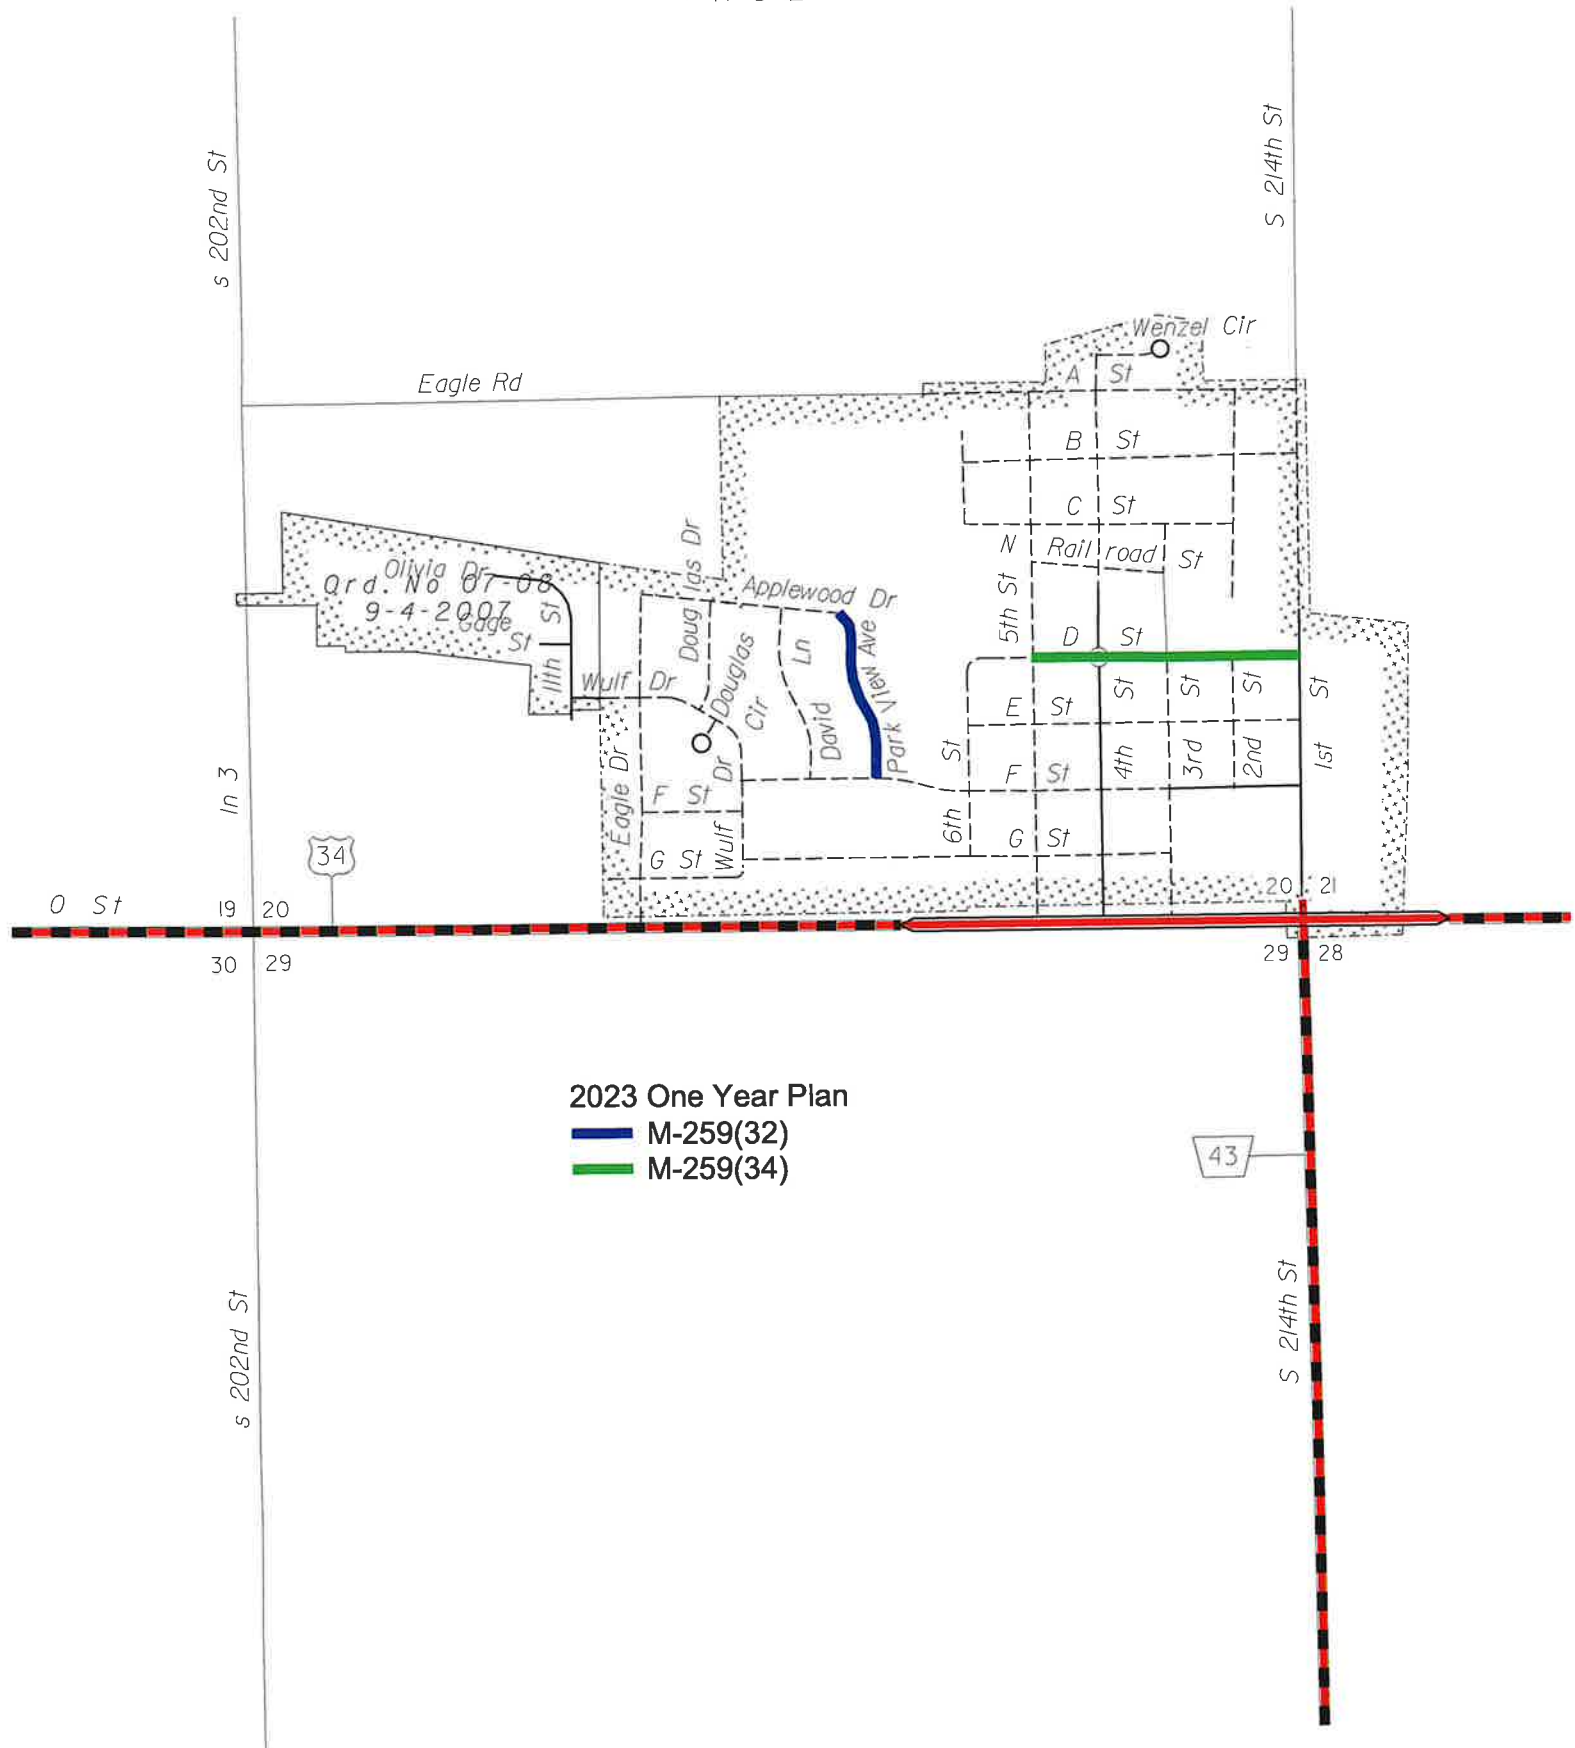 S 214th St
s 202nd St
Wenzel Cir
Eagle Rd
A St
B St
C St
N
Railroad St
5th St
Olivia Dr
Ord. No 07-08
9-4-2007
Gage
St
11th St
Douglas Dr
Applewood Dr
D St
Wulf Dr
Douglas
Cir
David Ln
Park View Ave
E St
4th St
3rd St
2nd St
1st St
ln 3
Eagle Dr
F St
Wulf Dr
6th St
F St
G St
G St
34
O St
19 20
30 29
20 21
29 28
2023 One Year Plan
M-259(32)
M-259(34)
43
s 202nd St
S 214th St